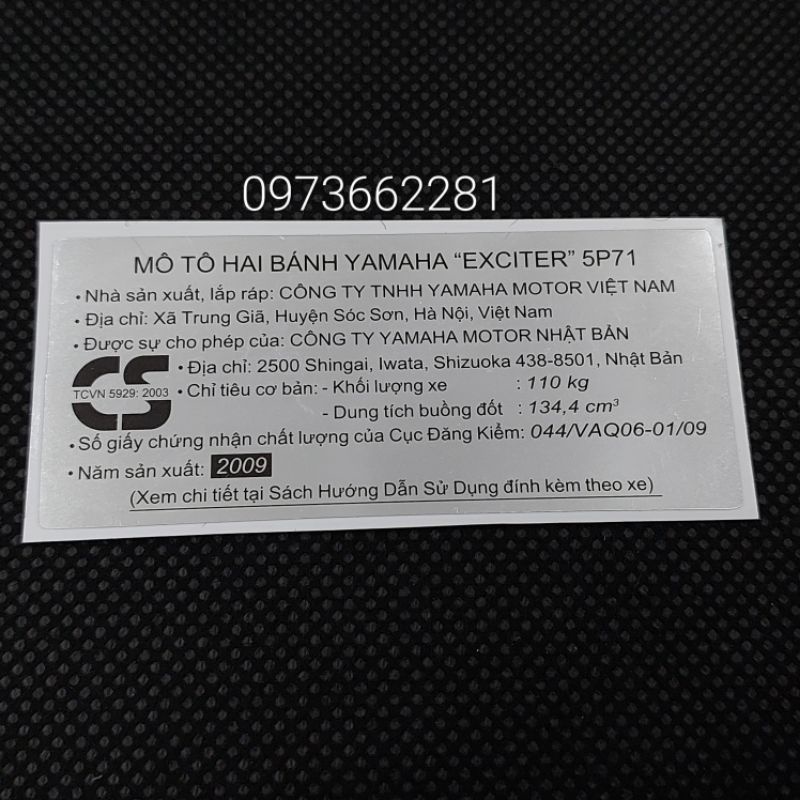 0973662281
MÔ TÔ HAI BÁNH YAMAHA “EXCITER” 5P71
• Nhà sản xuất, lắp ráp: CÔNG TY TNHH YAMAHA MOTOR VIỆT NAM
• Địa chỉ: Xã Trung Giã, Huyện Sóc Sơn, Hà Nội, Việt Nam
• Được sự cho phép của: CÔNG TY YAMAHA MOTOR NHẬT BẢN
• Địa chỉ: 2500 Shingai, Iwata, Shizuoka 438-8501, Nhật Bản
CS
TCVN 5929: 2003
• Chỉ tiêu cơ bản: - Khối lượng xe : 110 kg
- Dung tích buồng đốt : 134,4 cm³
• Số giấy chứng nhận chất lượng của Cục Đăng Kiểm: 044/VAQ06-01/09
• Năm sản xuất: 2009
(Xem chi tiết tại Sách Hướng Dẫn Sử Dụng đính kèm theo xe)